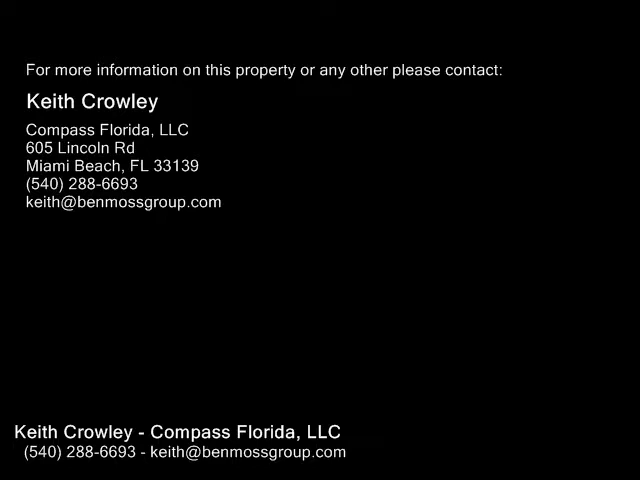 For more information on this property or any other please contact:
Keith Crowley
Compass Florida, LLC
605 Lincoln Rd
Miami Beach, FL 33139
(540) 288-6693
keith@benmossgroup.com
Keith Crowley - Compass Florida, LLC
(540) 288-6693 - keith@benmossgroup.com